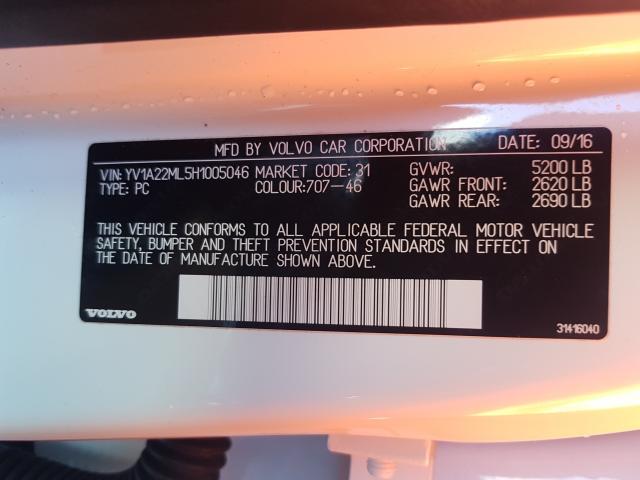 MFD BY VOLVO CAR CORPORATION DATE: 09/16
VIN: YV1A22ML5H1005046 MARKET CODE: 31 GVWR: 5200 LB
TYPE: PC COLOUR:707-46 GAWR FRONT: 2620 LB
GAWR REAR: 2690 LB
THIS VEHICLE CONFORMS TO ALL APPLICABLE FEDERAL MOTOR VEHICLE
SAFETY, BUMPER AND THEFT PREVENTION STANDARDS IN EFFECT ON
THE DATE OF MANUFACTURE SHOWN ABOVE.
VOLVO 31416040